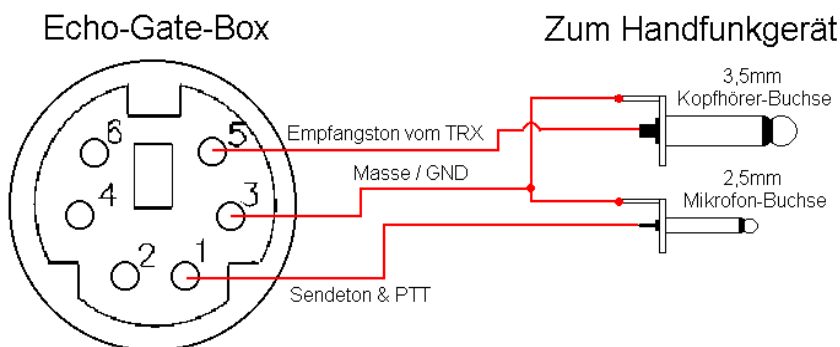 Echo-Gate-Box
Zum Handfunkgerät
3,5mm
Kopfhörer-Buchse
6
5
Empfangston vom TRX
Masse / GND
4
3
2,5mm
Mikrofon-Buchse
2
1
Sendeton & PTT